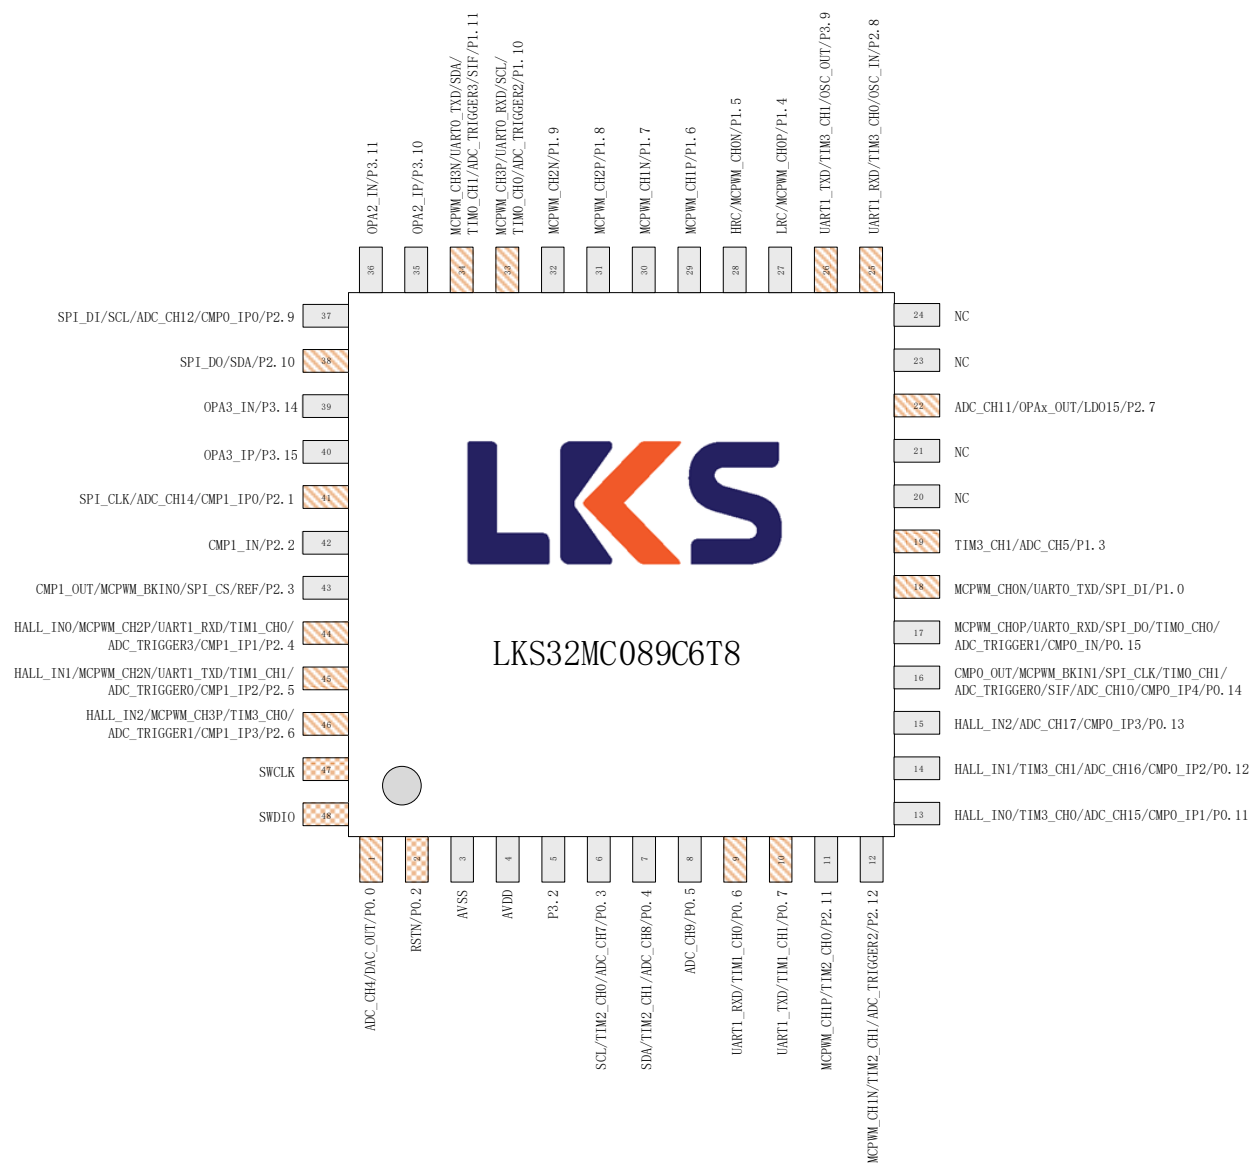 MCPWM_CH3N/UART0_TXD/SDA/
TIM0_CH1/ADC_TRIGGER3/SIF/P1.11
MCPWM_CH3P/UART0_RXD/SCL/
TIM0_CH0/ADC_TRIGGER2/P1.10
OPA2_IN/P3.11
OPA2_IP/P3.10
MCPWM_CH2N/P1.9
MCPWM_CH2P/P1.8
MCPWM_CH1N/P1.7
MCPWM_CH1P/P1.6
HRC/MCPWM_CH0N/P1.5
LRC/MCPWM_CH0P/P1.4
UART1_TXD/TIM3_CH1/OSC_OUT/P3.9
UART1_RXD/TIM3_CH0/OSC_IN/P2.8
36
35
34
33
32
31
30
29
28
27
26
25
SPI_DI/SCL/ADC_CH12/CMP0_IP0/P2.9
37
SPI_DO/SDA/P2.10
38
OPA3_IN/P3.14
39
OPA3_IP/P3.15
40
SPI_CLK/ADC_CH14/CMP1_IP0/P2.1
41
CMP1_IN/P2.2
42
CMP1_OUT/MCPWM_BKIN0/SPI_CS/REF/P2.3
43
HALL_IN0/MCPWM_CH2P/UART1_RXD/TIM1_CH0/
ADC_TRIGGER3/CMP1_IP1/P2.4
44
HALL_IN1/MCPWM_CH2N/UART1_TXD/TIM1_CH1/
ADC_TRIGGER0/CMP1_IP2/P2.5
45
HALL_IN2/MCPWM_CH3P/TIM3_CH0/
ADC_TRIGGER1/CMP1_IP3/P2.6
46
SWCLK
47
SWDIO
48
LKS
LKS32MC089C6T8
24
NC
23
NC
22
ADC_CH11/OPAx_OUT/LDO15/P2.7
21
NC
20
NC
19
TIM3_CH1/ADC_CH5/P1.3
18
MCPWM_CH0N/UART0_TXD/SPI_DI/P1.0
17
MCPWM_CH0P/UART0_RXD/SPI_DO/TIM0_CH0/
ADC_TRIGGER1/CMP0_IN/P0.15
16
CMP0_OUT/MCPWM_BKIN1/SPI_CLK/TIM0_CH1/
ADC_TRIGGER0/SIF/ADC_CH10/CMP0_IP4/P0.14
15
HALL_IN2/ADC_CH17/CMP0_IP3/P0.13
14
HALL_IN1/TIM3_CH1/ADC_CH16/CMP0_IP2/P0.12
13
HALL_IN0/TIM3_CH0/ADC_CH15/CMP0_IP1/P0.11
1
2
3
4
5
6
7
8
9
10
11
12
ADC_CH4/DAC_OUT/P0.0
RSTN/P0.2
AVSS
AVDD
P3.2
SCL/TIM2_CH0/ADC_CH7/P0.3
SDA/TIM2_CH1/ADC_CH8/P0.4
ADC_CH9/P0.5
UART1_RXD/TIM1_CH0/P0.6
UART1_TXD/TIM1_CH1/P0.7
MCPWM_CH1P/TIM2_CH0/P2.11
MCPWM_CH1N/TIM2_CH1/ADC_TRIGGER2/P2.12